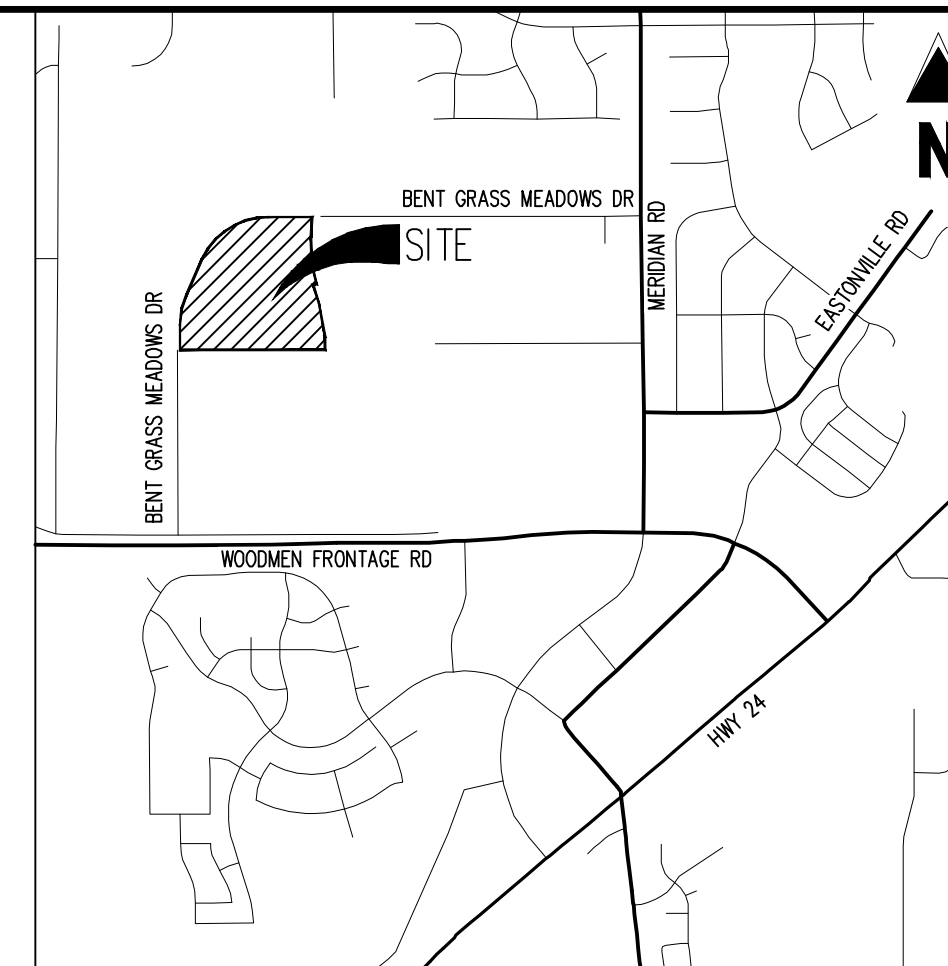 N
BENT GRASS MEADOWS DR
SITE
MERIDIAN RD
EASTONVILLE RD
BENT GRASS MEADOWS DR
WOODMEN FRONTAGE RD
HWY 24